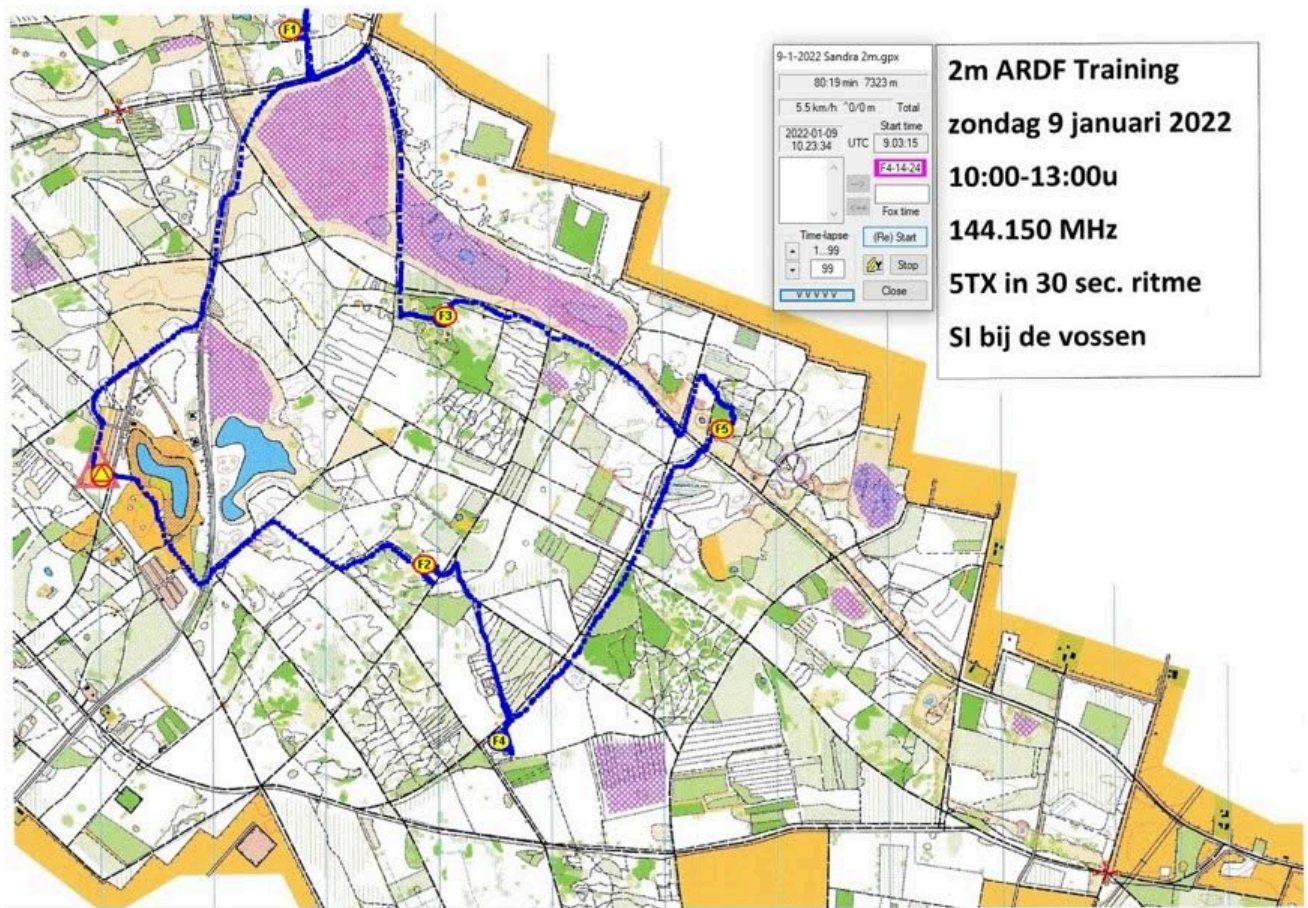 F1
9-1-2022 Sandra 2m.gpx
80:19 min 7323 m
5.5 km/h ^0/0 m Total
Start time
2022-01-09
10.23.34 UTC 9.03:15
F4-14-24
-->
<+-
Fox time
Time-lapse
1...99
99
(Re) Start
Stop
Close
V V V V V
2m ARDF Training
zondag 9 januari 2022
10:00-13:00u
144.150 MHz
5TX in 30 sec. ritme
SI bij de vossen
F3
F5
F2
F4